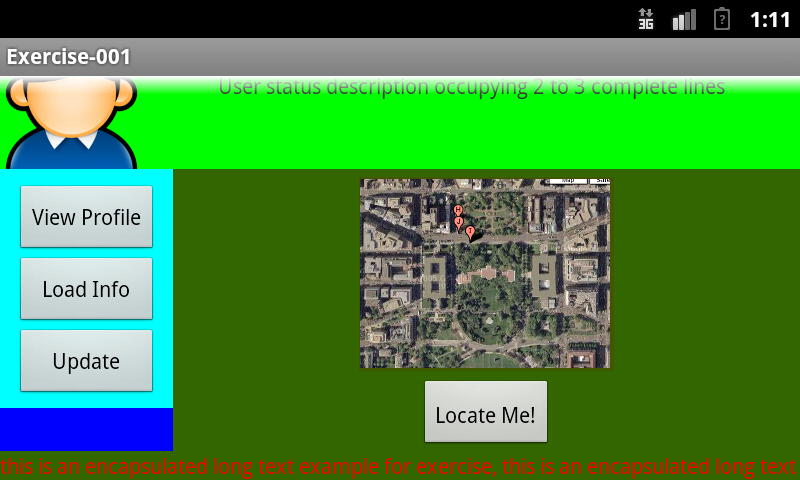 3G ? 1:11
Exercise-001
User status description occupying 2 to 3 complete lines
View Profile
Load Info
Update
H
J
Locate Me!
this is an encapsulated long text example for exercise, this is an encapsulated long text